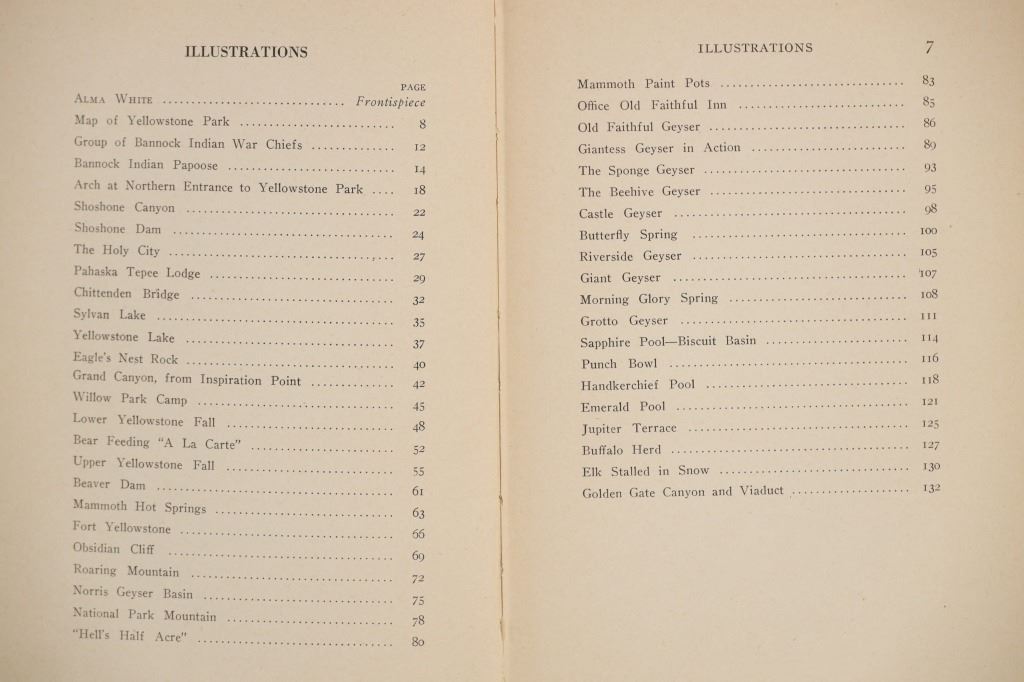 ILLUSTRATIONS
PAGE
ALMA WHITE .............................. Frontispiece
Map of Yellowstone Park .......................... 8
Group of Bannock Indian War Chiefs .............. 12
Bannock Indian Papoose ............................ 14
Arch at Northern Entrance to Yellowstone Park .... 18
Shoshone Canyon ................................... 22
Shoshone Dam ..................................... 24
The Holy City ..................................... 27
Pahaska Tepee Lodge ............................... 29
Chittenden Bridge .................................. 32
Sylvan Lake ....................................... 35
Yellowstone Lake ................................... 37
Eagle's Nest Rock .................................. 40
Grand Canyon, from Inspiration Point .............. 42
Willow Park Camp ................................. 45
Lower Yellowstone Fall ............................ 48
Bear Feeding "A La Carte" ........................ 52
Upper Yellowstone Fall ............................ 55
Beaver Dam ........................................ 61
Mammoth Hot Springs .............................. 63
Fort Yellowstone ................................... 66
Obsidian Cliff ..................................... 69
Roaring Mountain .................................. 72
Norris Geyser Basin ................................ 75
National Park Mountain ............................ 78
"Hell's Half Acre" ................................. 80
ILLUSTRATIONS 7
Mammoth Paint Pots ............................... 83
Office Old Faithful Inn ............................ 85
Old Faithful Geyser ................................ 86
Giantess Geyser in Action .......................... 89
The Sponge Geyser ................................. 93
The Beehive Geyser ................................ 95
Castle Geyser ...................................... 98
Butterfly Spring ................................... 100
Riverside Geyser ................................... 105
Giant Geyser ....................................... 107
Morning Glory Spring .............................. 108
Grotto Geyser ...................................... 111
Sapphire Pool—Biscuit Basin ....................... 114
Punch Bowl ........................................ 116
Handkerchief Pool .................................. 118
Emerald Pool ....................................... 121
Jupiter Terrace .................................... 125
Buffalo Herd ....................................... 127
Elk Stalled in Snow ................................ 130
Golden Gate Canyon and Viaduct .................... 132